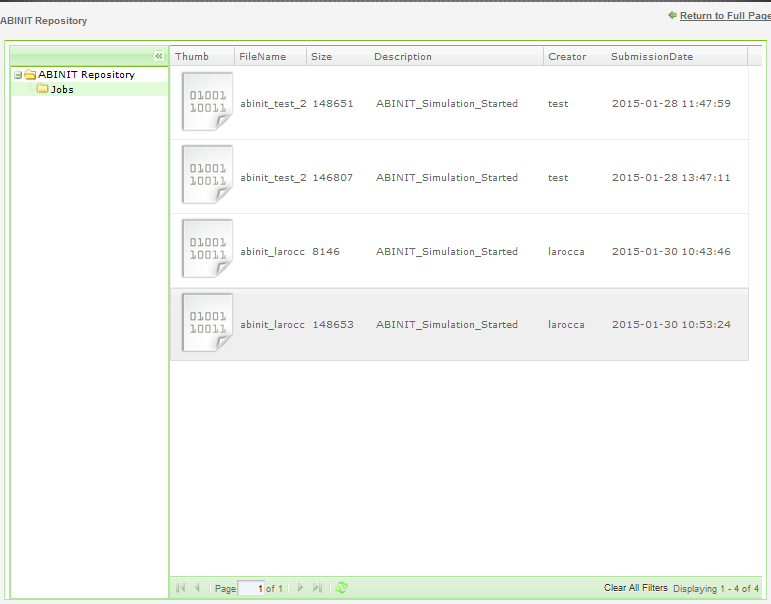 ABINIT Repository
Return to Full Page
Thumb FileName Size Description Creator SubmissionDate
ABINIT Repository
Jobs
01001
10011
abinit_test_2 148651 ABINIT_Simulation_Started test 2015-01-28 11:47:59
01001
10011
abinit_test_2 146807 ABINIT_Simulation_Started test 2015-01-28 13:47:11
01001
10011
abinit_larocc 8146 ABINIT_Simulation_Started larocca 2015-01-30 10:43:46
01001
10011
abinit_larocc 148653 ABINIT_Simulation_Started larocca 2015-01-30 10:53:24
Page 1 of 1 Clear All Filters Displaying 1 - 4 of 4